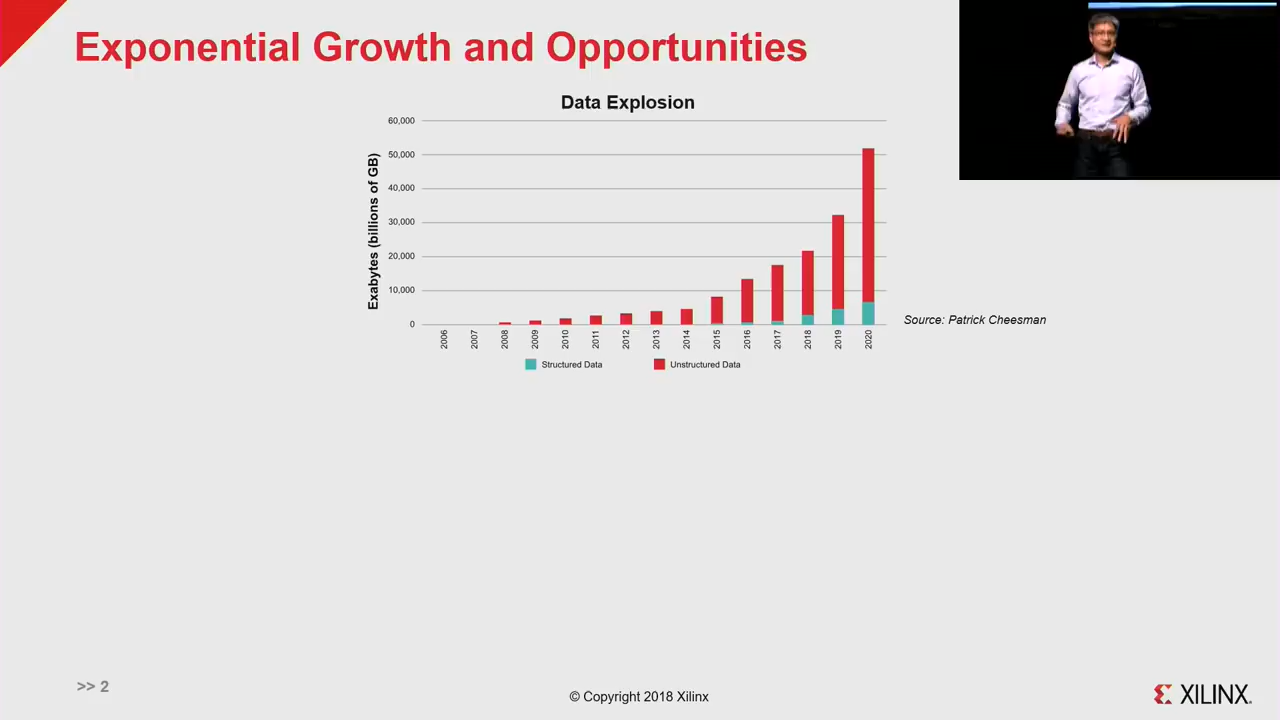 Exponential Growth and Opportunities
Data Explosion
Exabytes (billions of GB)
60,000
50,000
40,000
30,000
20,000
10,000
0
2006
2007
2008
2009
2010
2011
2012
2013
2014
2015
2016
2017
2018
2019
2020
Structured Data
Unstructured Data
Source: Patrick Cheesman
>> 2
© Copyright 2018 Xilinx
XILINX.